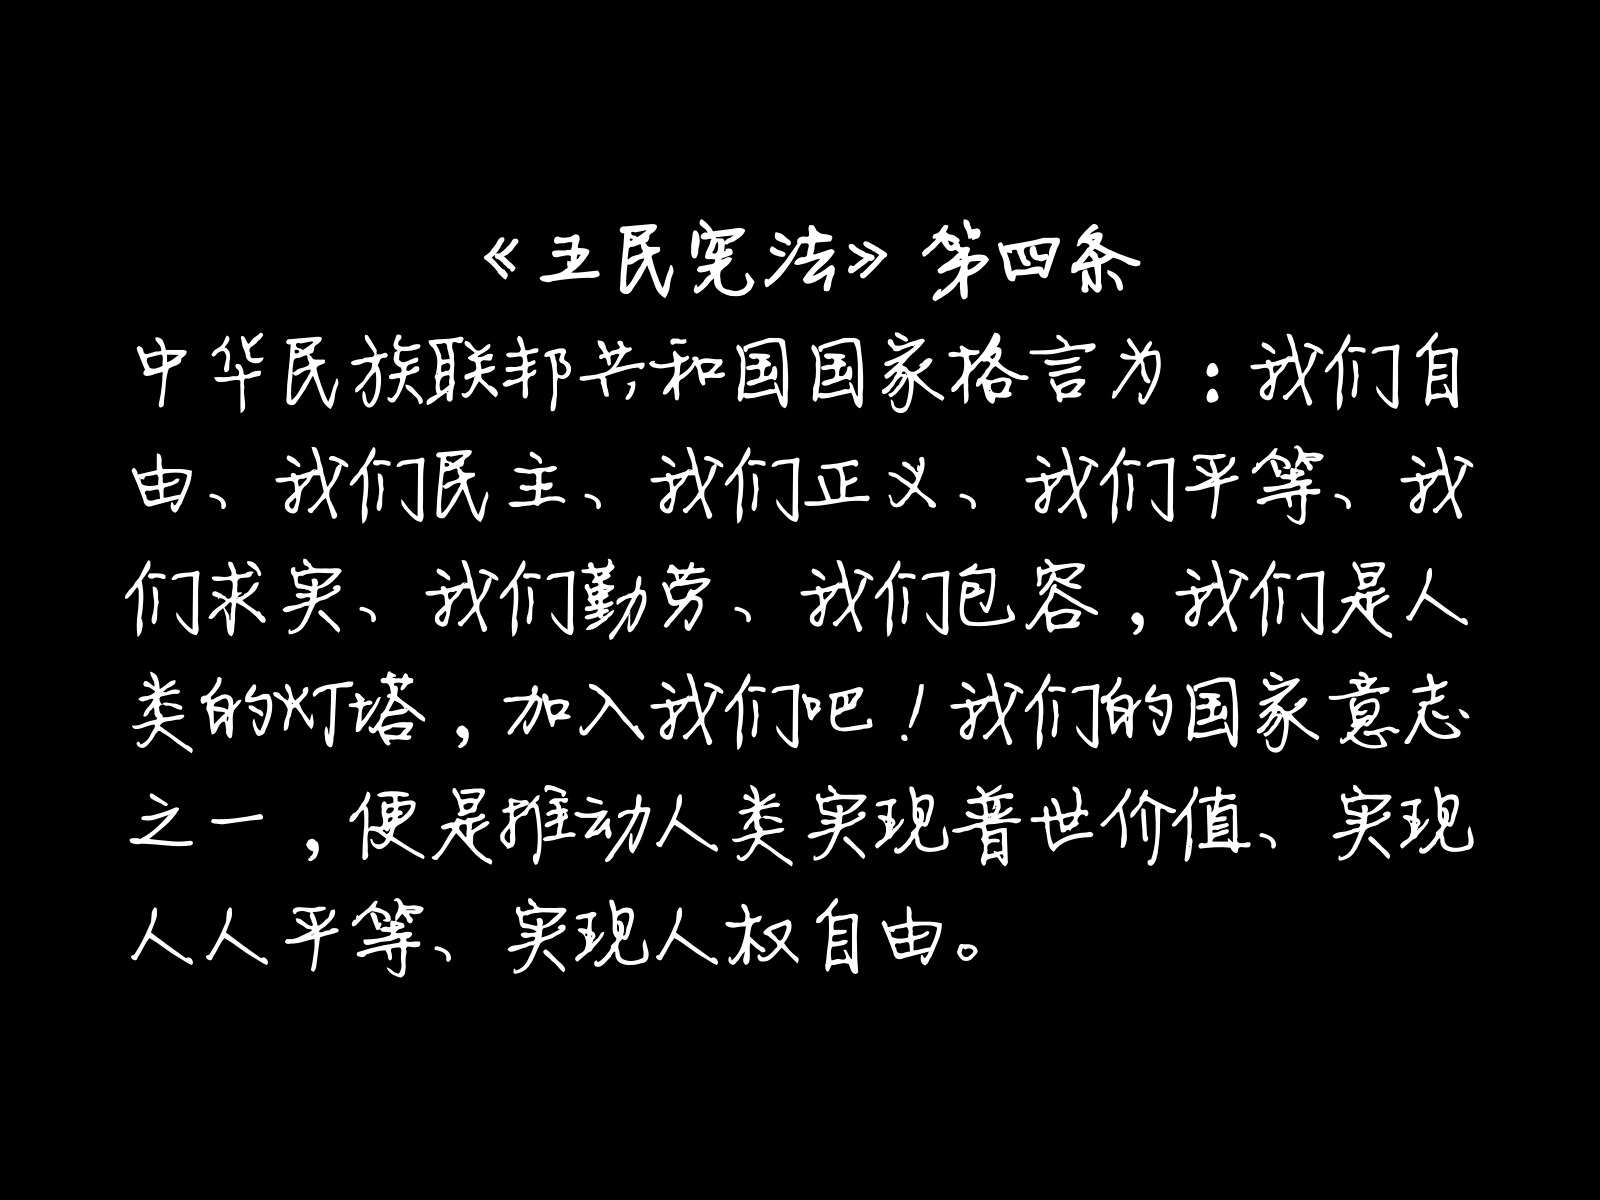 《王民宪法》第四条
中华民族联邦共和国国家格言为：我们自
由、我们民主、我们正义、我们平等、我
们求实、我们勤劳、我们包容，我们是人
类的灯塔，加入我们吧！我们的国家意志
之一，便是推动人类实现普世价值、实现
人人平等、实现人权自由。